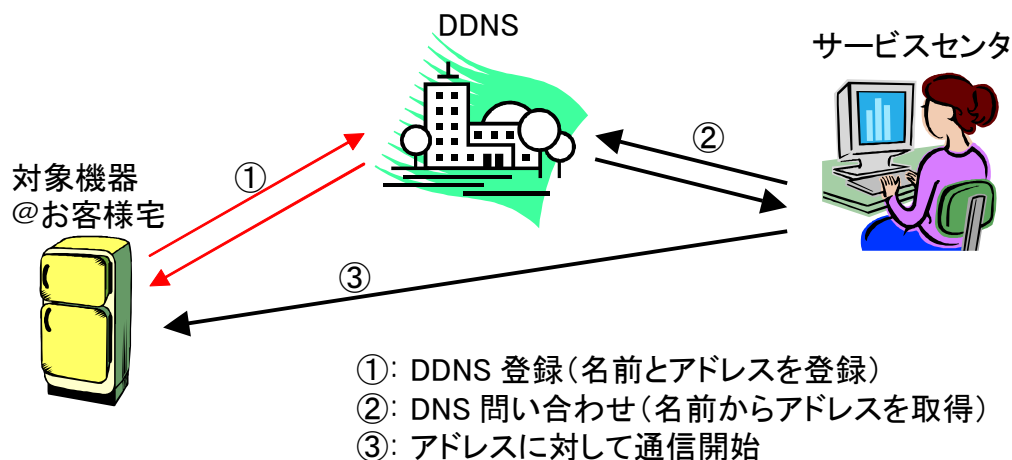 DDNS
サービスセンタ
①
②
対象機器
@お客様宅
③
①: DDNS 登録(名前とアドレスを登録)
②: DNS 問い合わせ(名前からアドレスを取得)
③: アドレスに対して通信開始